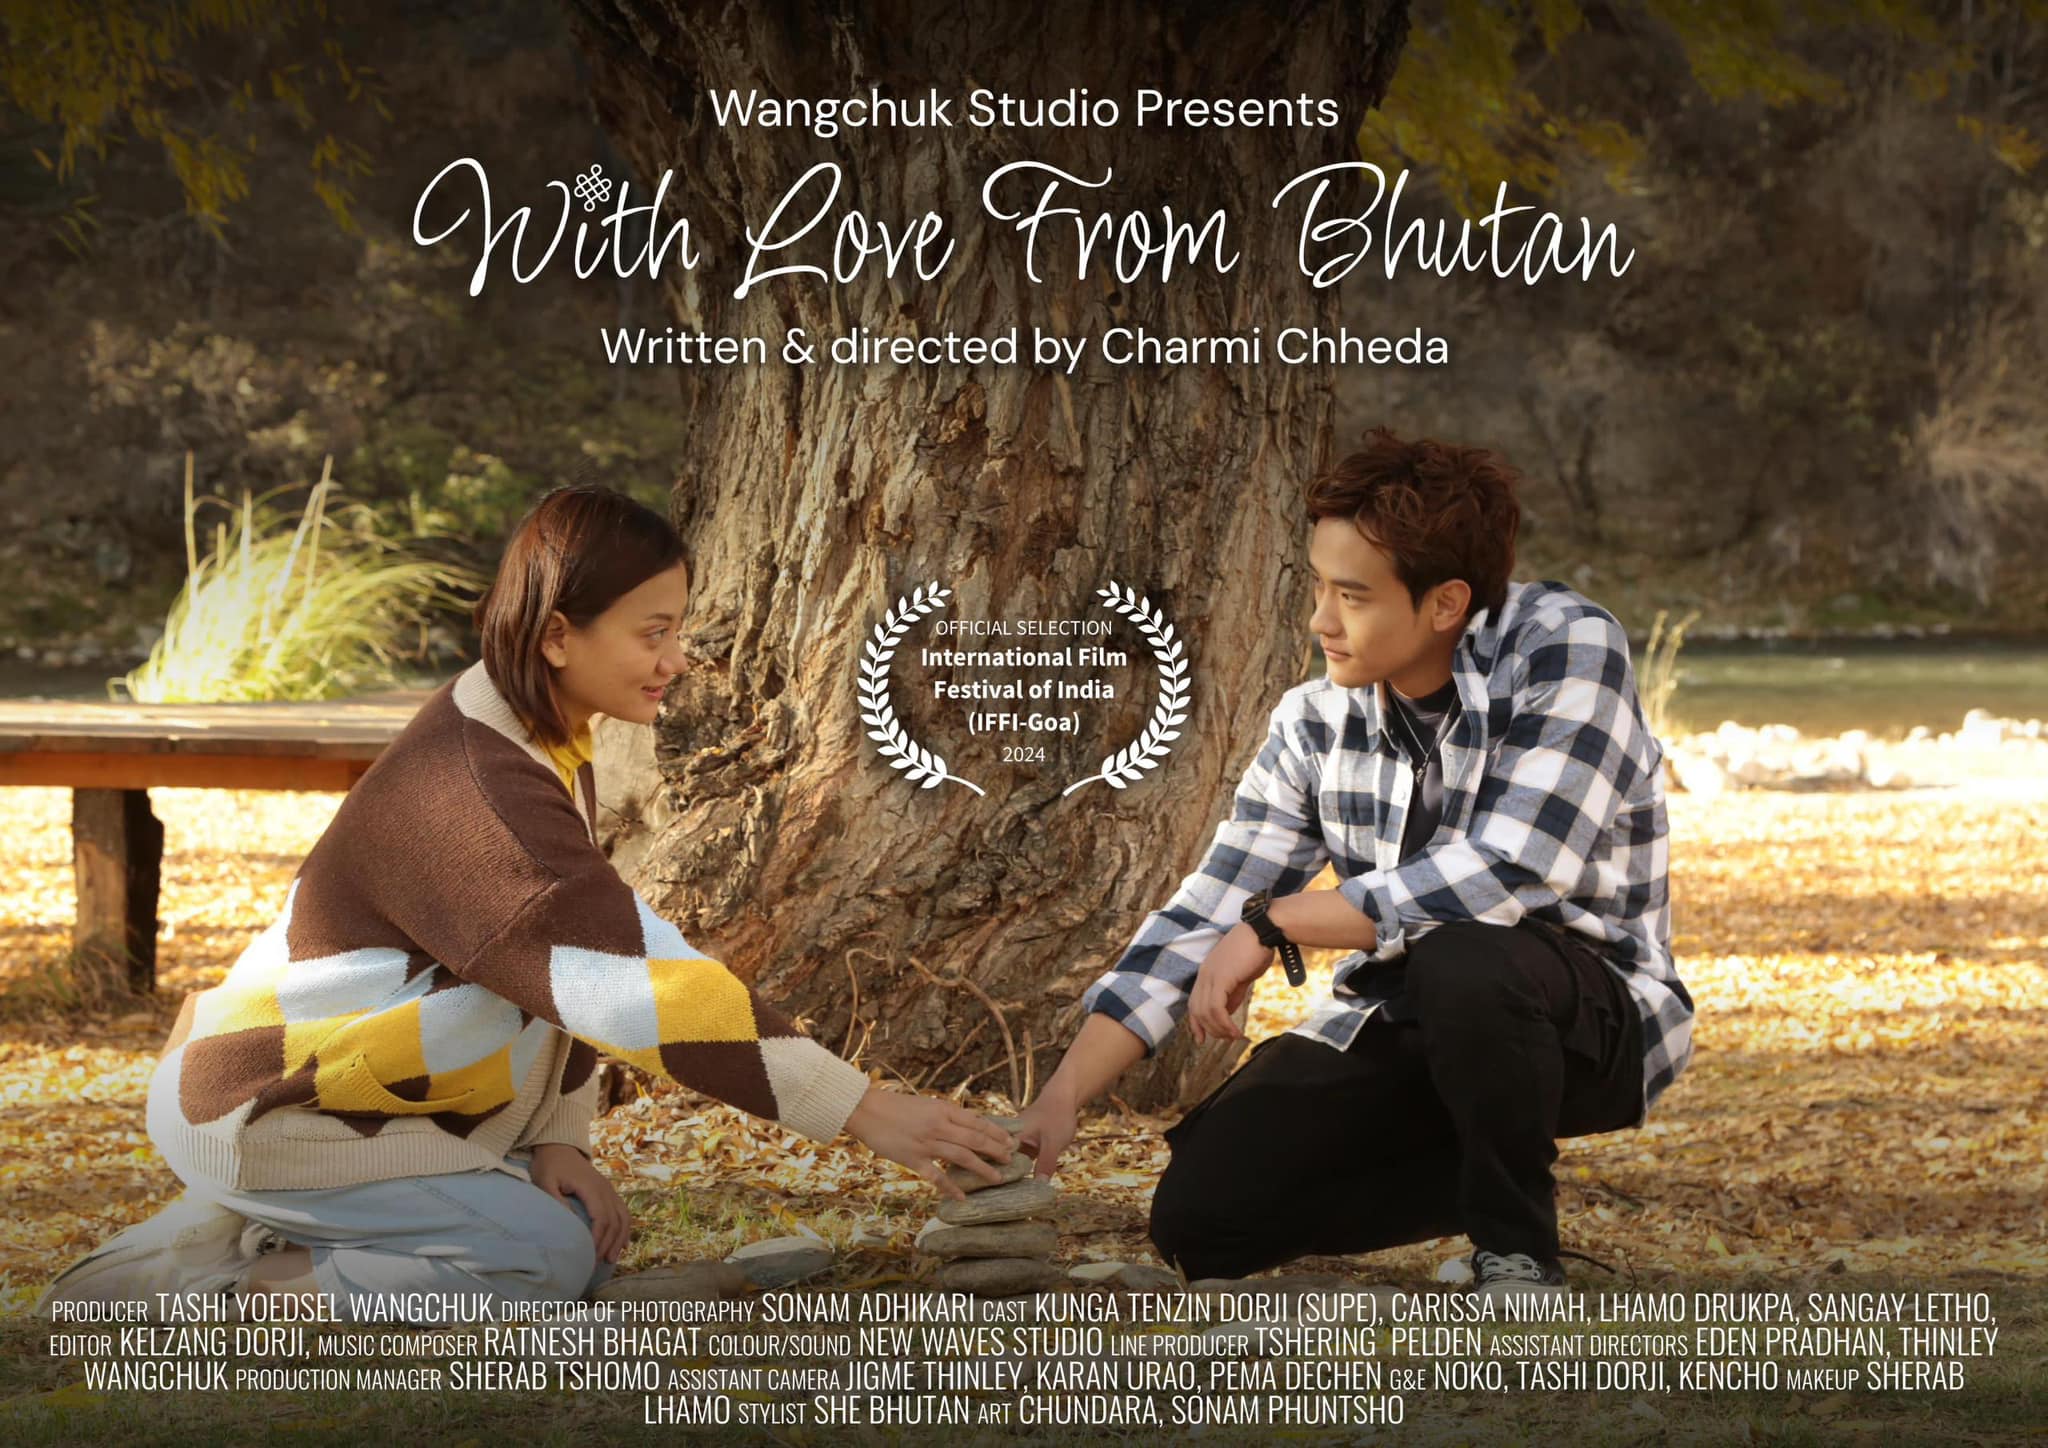 Wangchuk Studio Presents
With Love From Bhutan
Written & directed by Charmi Chheda
OFFICIAL SELECTION
International Film
Festival of India
(IFFI-Goa)
2024
PRODUCER TASHI YOEDSEL WANGCHUK DIRECTOR OF PHOTOGRAPHY SONAM ADHIKARI CAST KUNGA TENZIN DORJI (SUPE), CARISSA NIMAH, LHAMO DRUKPA, SANGAY LETHO,
EDITOR KELZANG DORJI, MUSIC COMPOSER RATNESH BHAGAT COLOUR/SOUND NEW WAVES STUDIO LINE PRODUCER TSHERING PELDEN ASSISTANT DIRECTORS EDEN PRADHAN, THINLEY
WANGCHUK PRODUCTION MANAGER SHERAB TSHOMO ASSISTANT CAMERA JIGME THINLEY, KARAN URAO, PEMA DECHEN G&E NOKO, TASHI DORJI, KENCHO MAKEUP SHERAB
LHAMO STYLIST SHE BHUTAN ART CHUNDARA, SONAM PHUNTSHO